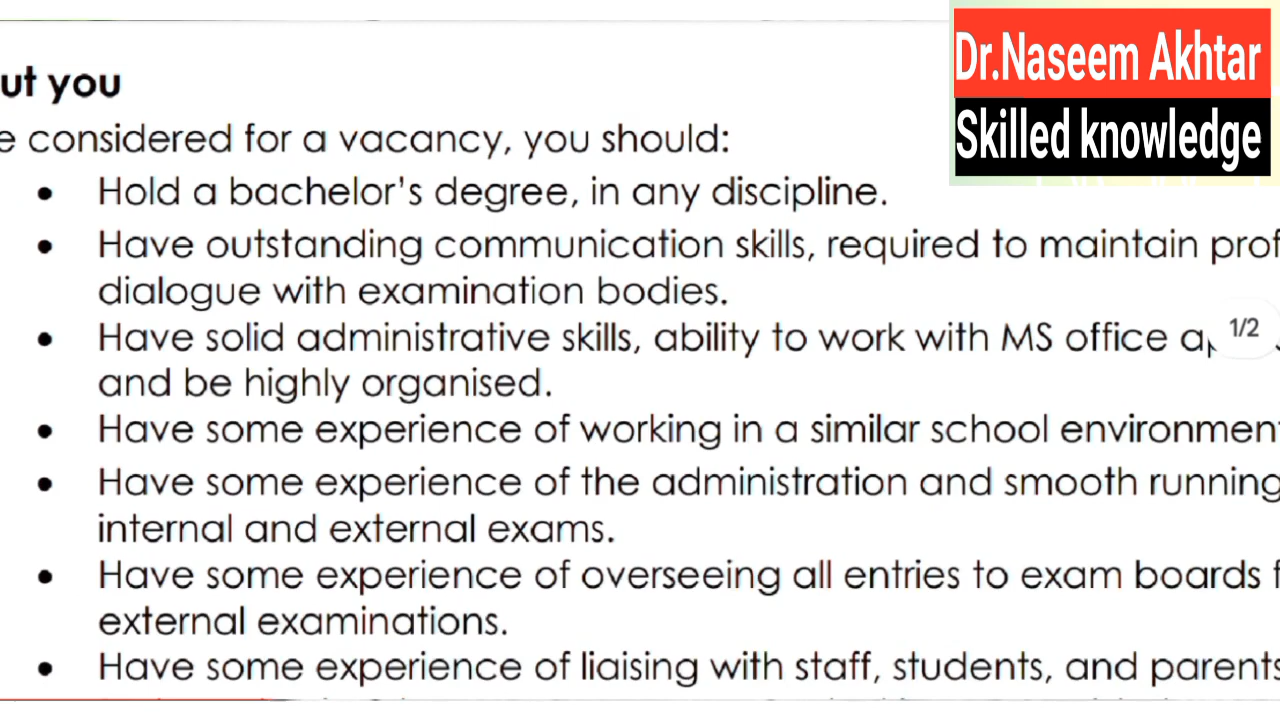 Dr.Naseem Akhtar
Skilled knowledge
ut you
e considered for a vacancy, you should:
• Hold a bachelor's degree, in any discipline.
• Have outstanding communication skills, required to maintain prof
dialogue with examination bodies.
• Have solid administrative skills, ability to work with MS office ap
1/2
and be highly organised.
• Have some experience of working in a similar school environment
• Have some experience of the administration and smooth running
internal and external exams.
• Have some experience of overseeing all entries to exam boards f
external examinations.
• Have some experience of liaising with staff, students, and parents